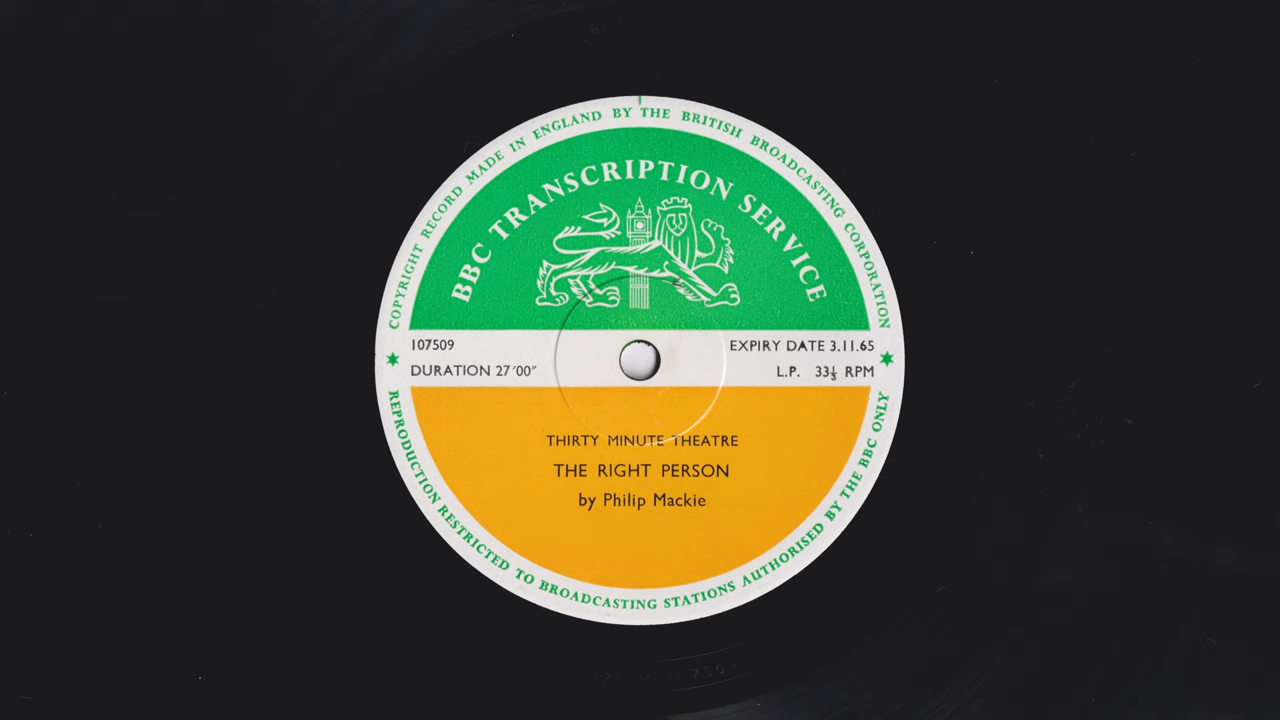 COPYRIGHT RECORD MADE IN ENGLAND BY THE BRITISH BROADCASTING CORPORATION
BBC TRANSCRIPTION SERVICE
107509
EXPIRY DATE 3.11.65
DURATION 27′00″
L.P. 33⅓ RPM
THIRTY MINUTE THEATRE
THE RIGHT PERSON
by Philip Mackie
REPRODUCTION RESTRICTED TO BROADCASTING STATIONS AUTHORISED BY THE BBC ONLY